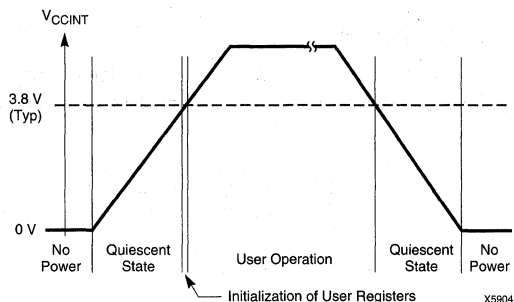 VCCINT
3.8 V
(Typ)
0 V
No
Power
Quiescent
State
User Operation
Quiescent
State
No
Power
Initialization of User Registers
X5904